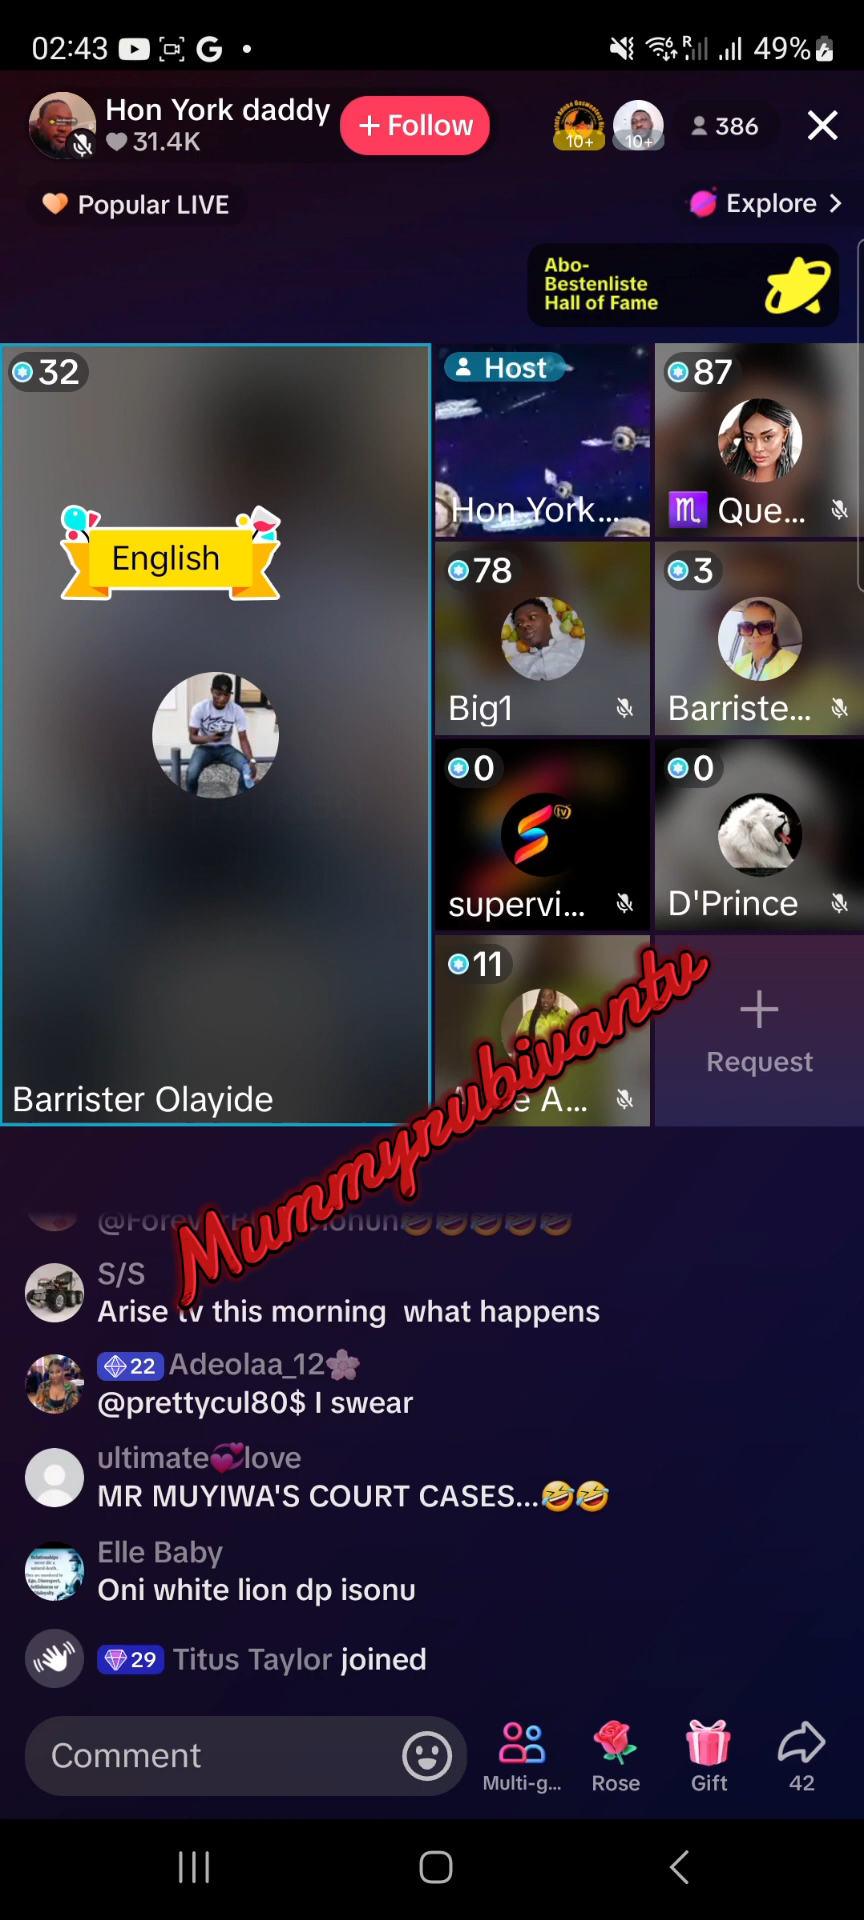 02:43
49%
Hon York daddy
31.4K
+ Follow
10+
10+
386
Popular LIVE
Explore
Abo-
Bestenliste
Hall of Fame
32
English
Barrister Olayide
Host
Hon York...
87
Que...
78
Big1
3
Barriste...
0
supervi...
0
D'Prince
11
e A...
Request
Mummyrubivantv
S/S
Arise tv this morning what happens
22 Adeolaa_12
@prettycul80$ I swear
ultimate💞love
MR MUYIWA'S COURT CASES...🤣🤣
Elle Baby
Oni white lion dp isonu
29 Titus Taylor joined
Comment
Multi-g...
Rose
Gift
42